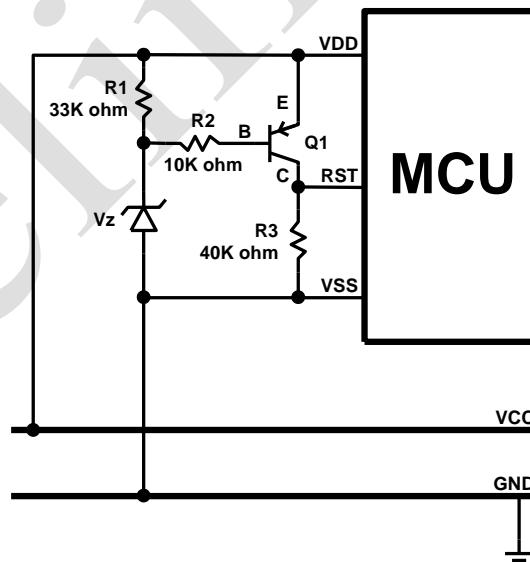 VDD
R1
33K ohm
E
R2
B
Q1
10K ohm
C
RST
MCU
Vz
R3
40K ohm
VSS
VCC
GND